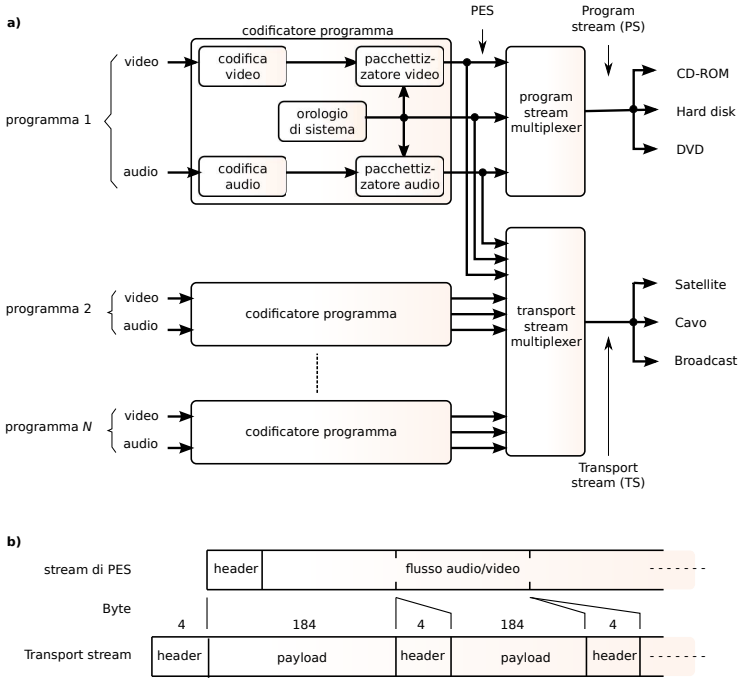 a)
codificatore programma
PES
Program
stream (PS)
programma 1
video
audio
codifica
video
pacchettiz-
zatore video
orologio
di sistema
codifica
audio
pacchettiz-
zatore audio
program
stream
multiplexer
CD-ROM
Hard disk
DVD
programma 2
video
audio
codificatore programma
transport
stream
multiplexer
Satellite
Cavo
Broadcast
programma N
video
audio
codificatore programma
Transport
stream (TS)
b)
stream di PES
header
flusso audio/video
Byte
4
184
4
184
4
Transport stream
header
payload
header
payload
header